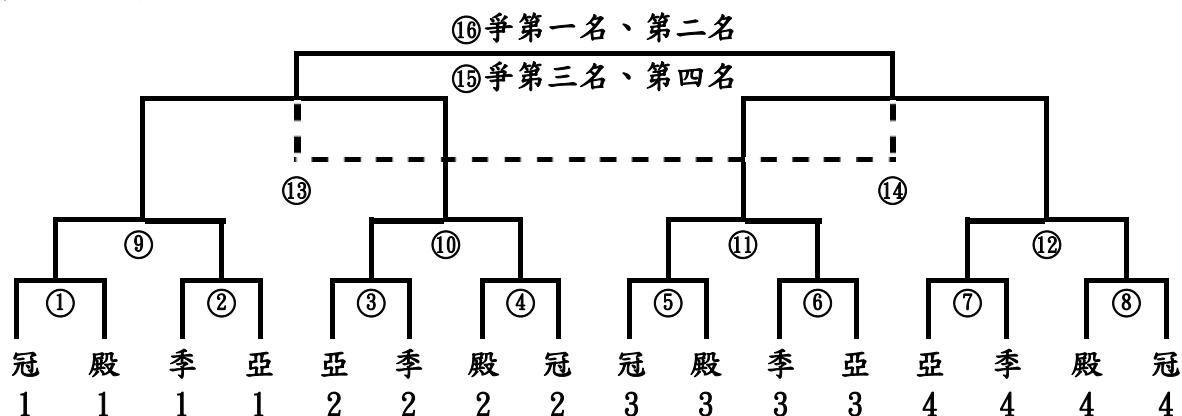 ⑯爭第一名、第二名
⑮爭第三名、第四名
⑬ ⑭
⑨ ⑩ ⑪ ⑫
① ② ③ ④ ⑤ ⑥ ⑦ ⑧
冠 殿 季 亞 亞 季 殿 冠 冠 殿 季 亞 亞 季 殿 冠
1 1 1 1 2 2 2 2 3 3 3 3 4 4 4 4